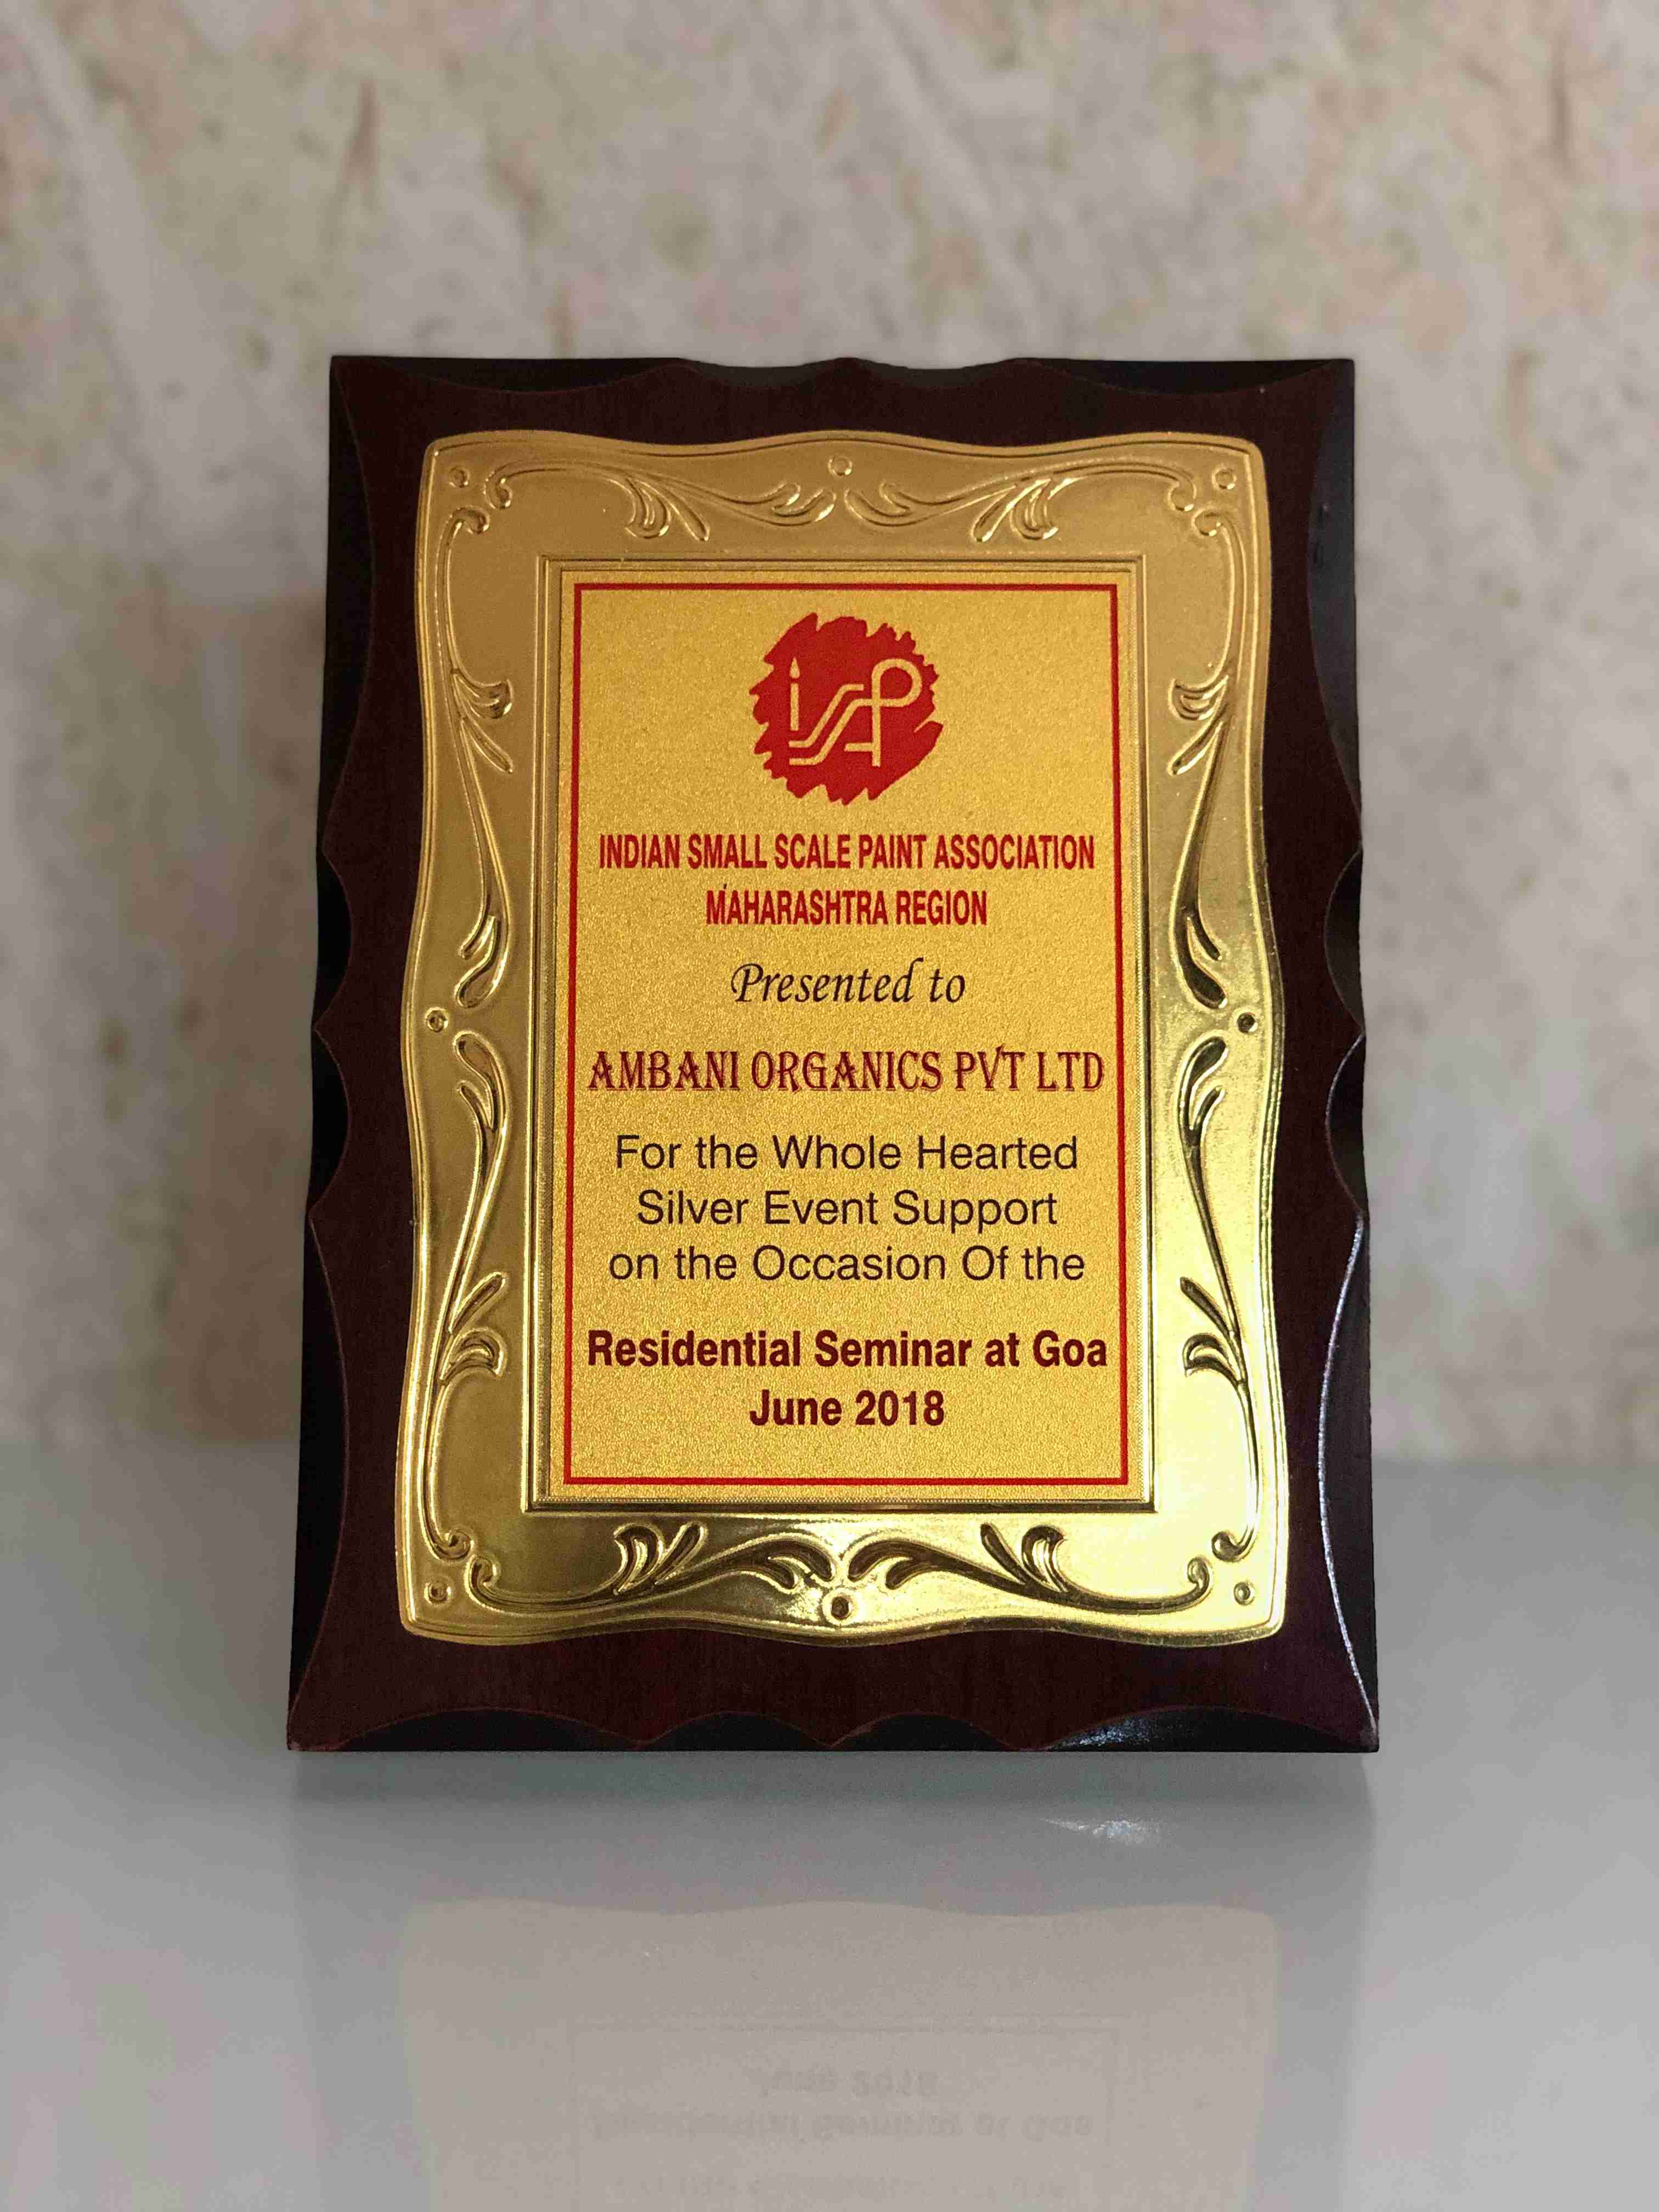 ISPA
INDIAN SMALL SCALE PAINT ASSOCIATION
MAHARASHTRA REGION
Presented to
AMBANI ORGANICS PVT LTD
For the Whole Hearted
Silver Event Support
on the Occasion Of the
Residential Seminar at Goa
June 2018